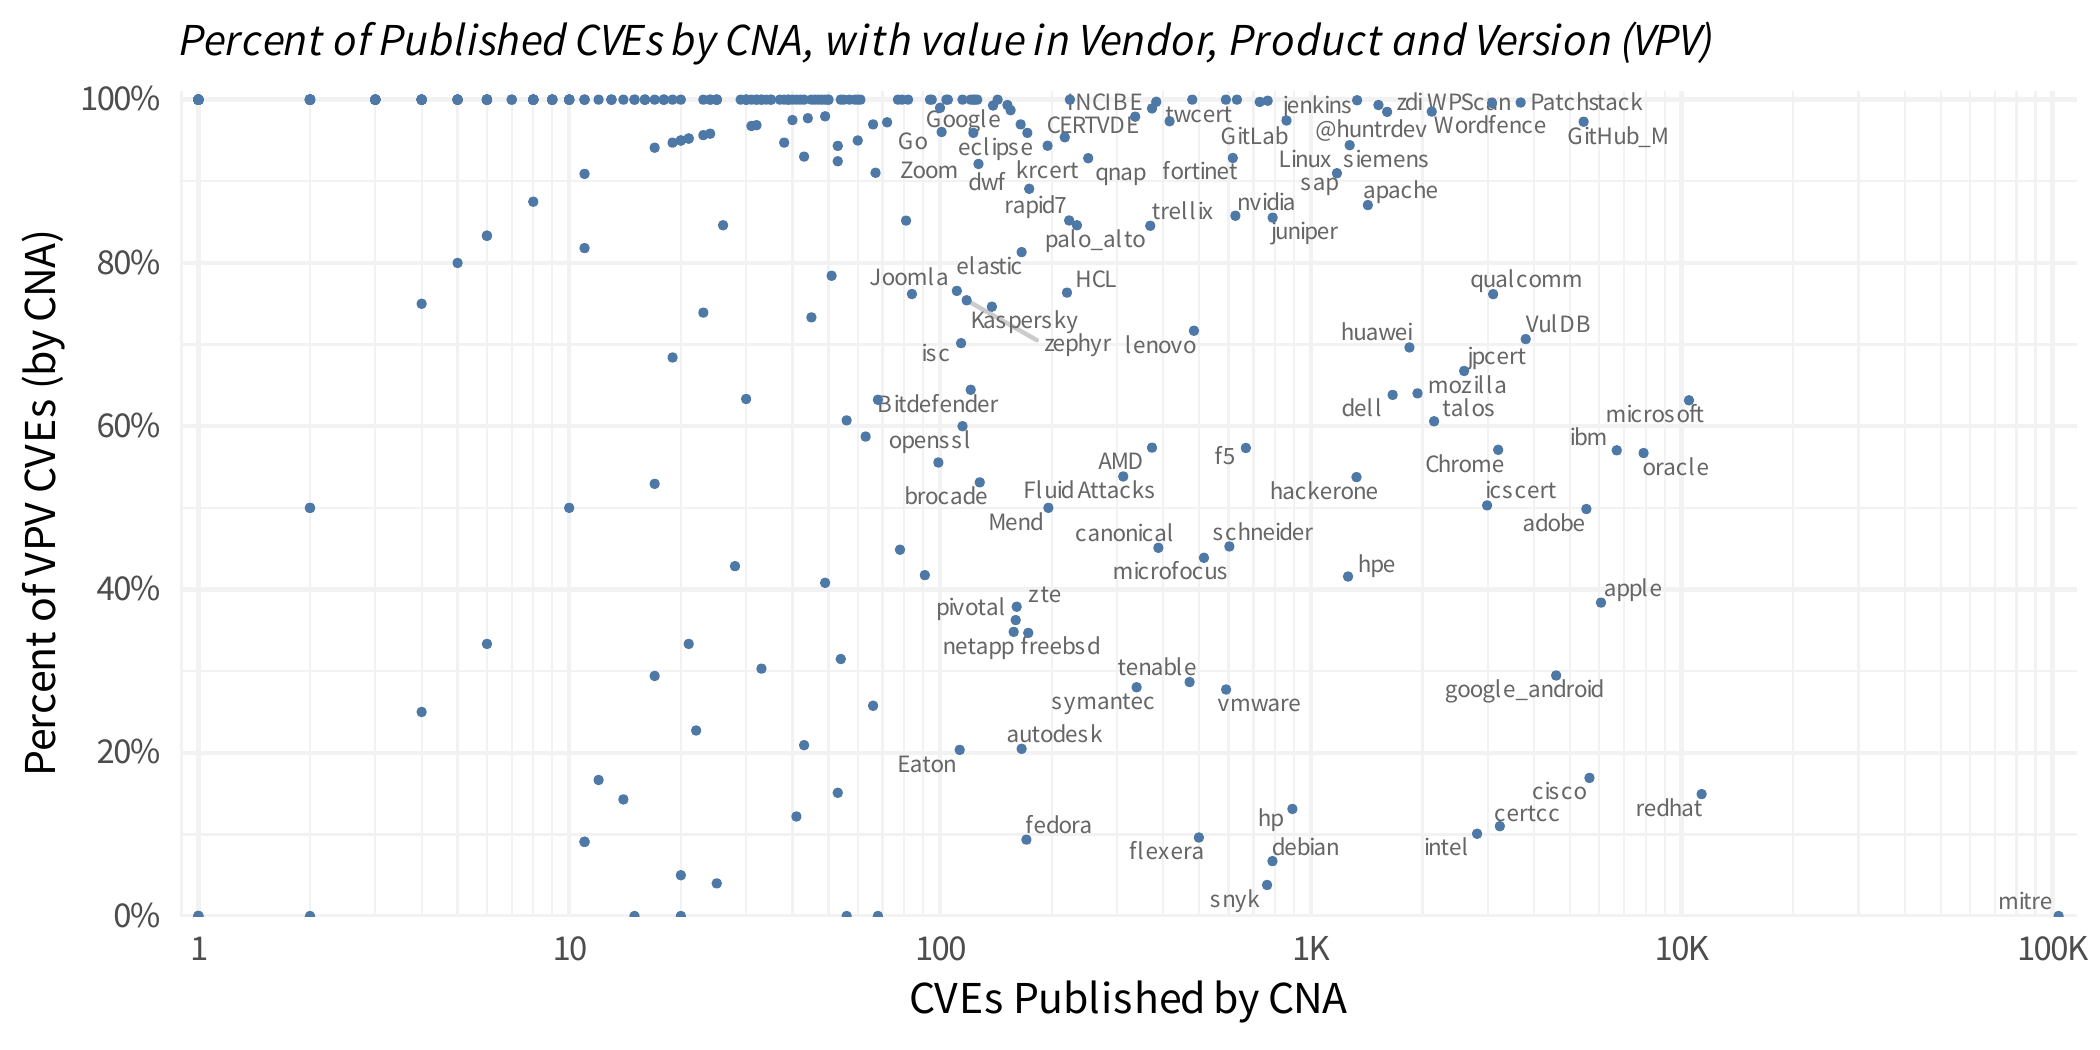 Percent of Published CVEs by CNA, with value in Vendor, Product and Version (VPV)
Percent of VPV CVEs (by CNA)
100%
80%
60%
40%
20%
0%
INCIBE
jenkins
zdi
WPScan
Patchstack
Google
CERTVDE
twcert
GitLab
@huntrdev
Wordfence
GitHub_M
Go
eclipse
Linux
siemens
Zoom
dwf
krcert
qnap
fortinet
sap
apache
rapid7
trellix
nvidia
palo_alto
juniper
Joomla
elastic
HCL
qualcomm
Kaspersky
zephyr
lenovo
huawei
VulDB
isc
jpcert
mozilla
Bitdefender
dell
talos
microsoft
openssl
AMD
f5
Chrome
ibm
oracle
brocade
Fluid Attacks
hackerone
icscert
Mend
canonical
schneider
adobe
microfocus
hpe
apple
pivotal
zte
netapp
freebsd
tenable
symantec
vmware
google_android
autodesk
Eaton
cisco
redhat
fedora
hp
certcc
flexera
debian
intel
snyk
mitre
1
10
100
1K
10K
100K
CVEs Published by CNA